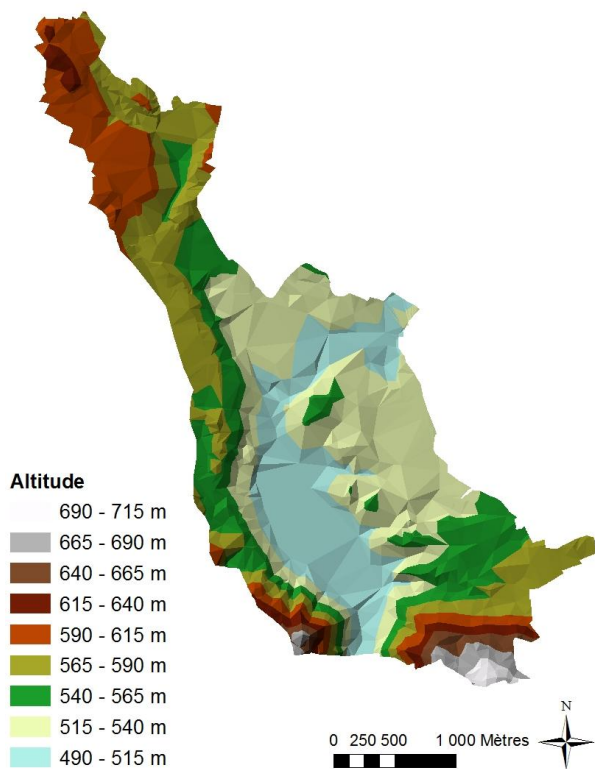 Altitude
690 - 715 m
665 - 690 m
640 - 665 m
615 - 640 m
590 - 615 m
565 - 590 m
540 - 565 m
515 - 540 m
490 - 515 m
0 250 500 1 000 Mètres
N